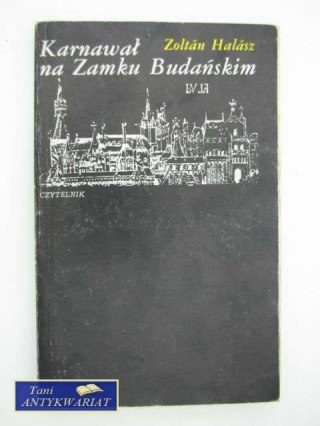 Karnawał Zoltán Halász
na Zamku Budańskim
CZYTELNIK
Tani
ANTYKWARIAT